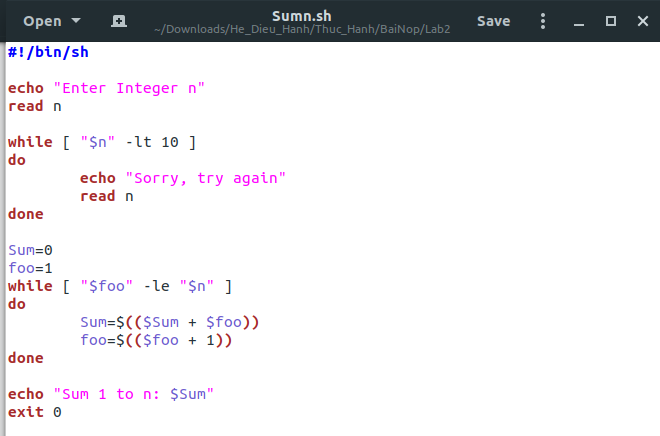 Open
Sumn.sh
~/Downloads/He_Dieu_Hanh/Thuc_Hanh/BaiNop/Lab2
Save
#!/bin/sh
echo "Enter Integer n"
read n
while [ "$n" -lt 10 ]
do
echo "Sorry, try again"
read n
done
Sum=0
foo=1
while [ "$foo" -le "$n" ]
do
Sum=$(($Sum + $foo))
foo=$(($foo + 1))
done
echo "Sum 1 to n: $Sum"
exit 0